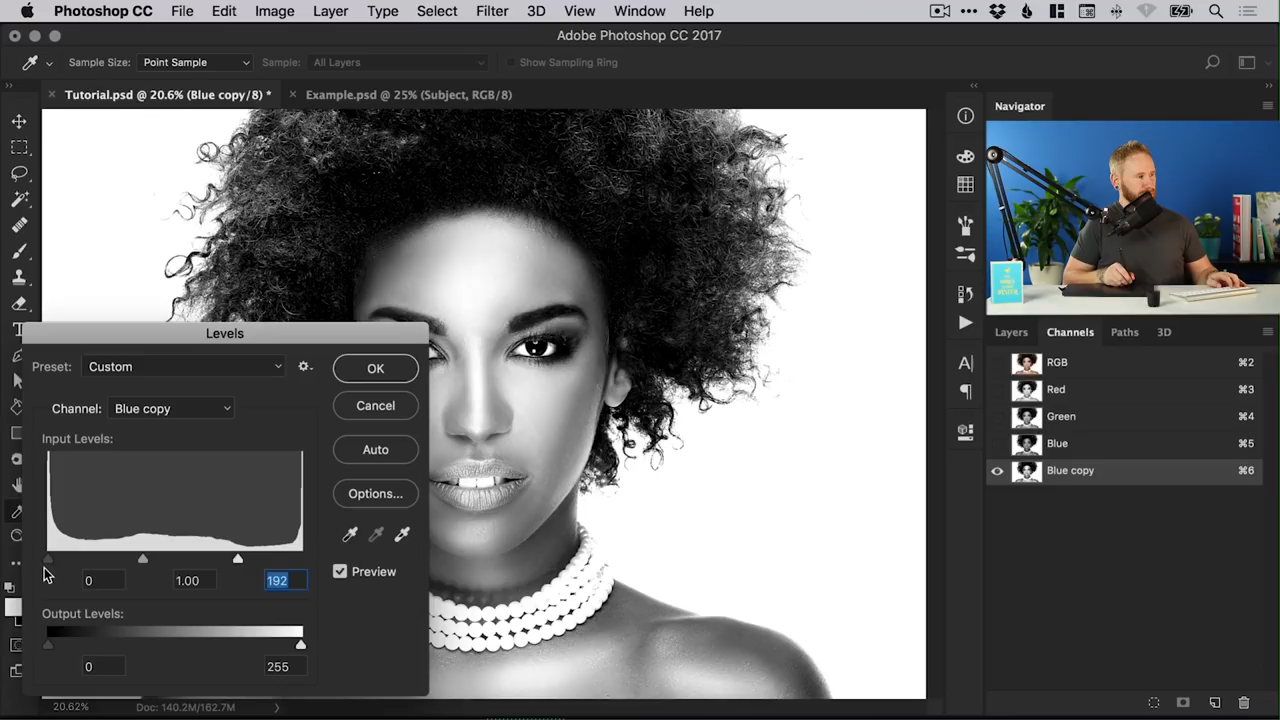 Photoshop CC File Edit Image Layer Type Select Filter 3D View Window Help
Adobe Photoshop CC 2017
Sample Size: Point Sample Sample: All Layers Show Sampling Ring
Tutorial.psd @ 20.6% (Blue copy/8) * Example.psd @ 25% (Subject, RGB/8)
Navigator
Layers Channels Paths 3D
RGB ⌘2
Red ⌘3
Green ⌘4
Blue ⌘5
Blue copy ⌘6
Levels
Preset: Custom
OK
Channel: Blue copy
Cancel
Input Levels:
Auto
Options...
Preview
0 1.00 192
Output Levels:
0 255
20.62% Doc: 140.2M/162.7M